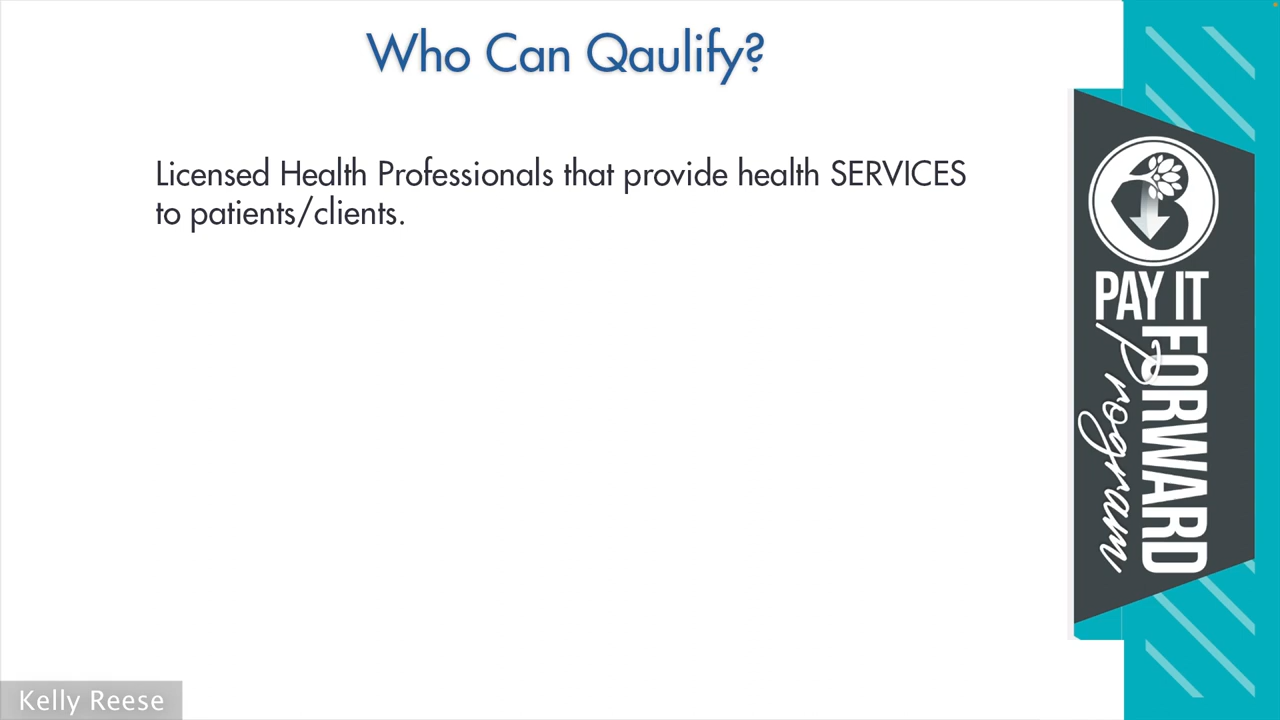 Who Can Qaulify?
Licensed Health Professionals that provide health SERVICES
to patients/clients.
PAY IT
FORWARD
Program
Kelly Reese